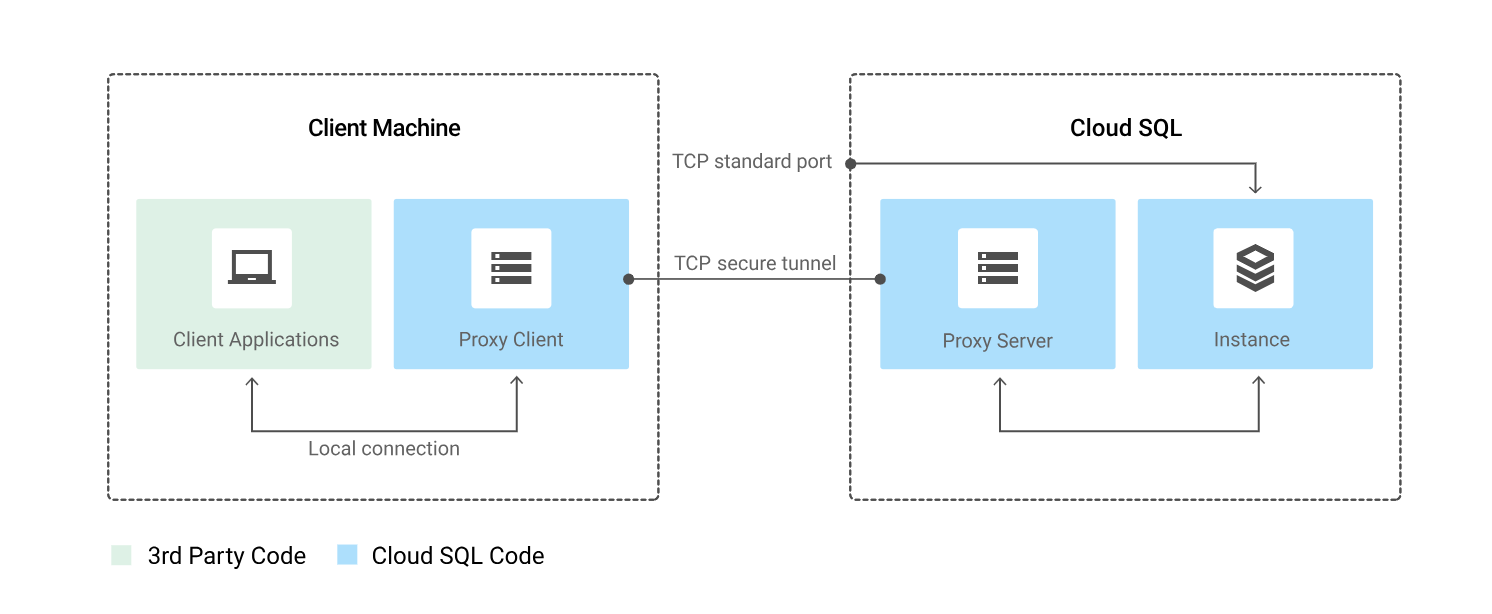 Client Machine
Cloud SQL
TCP standard port
TCP secure tunnel
Client Applications
Proxy Client
Proxy Server
Instance
Local connection
3rd Party Code
Cloud SQL Code